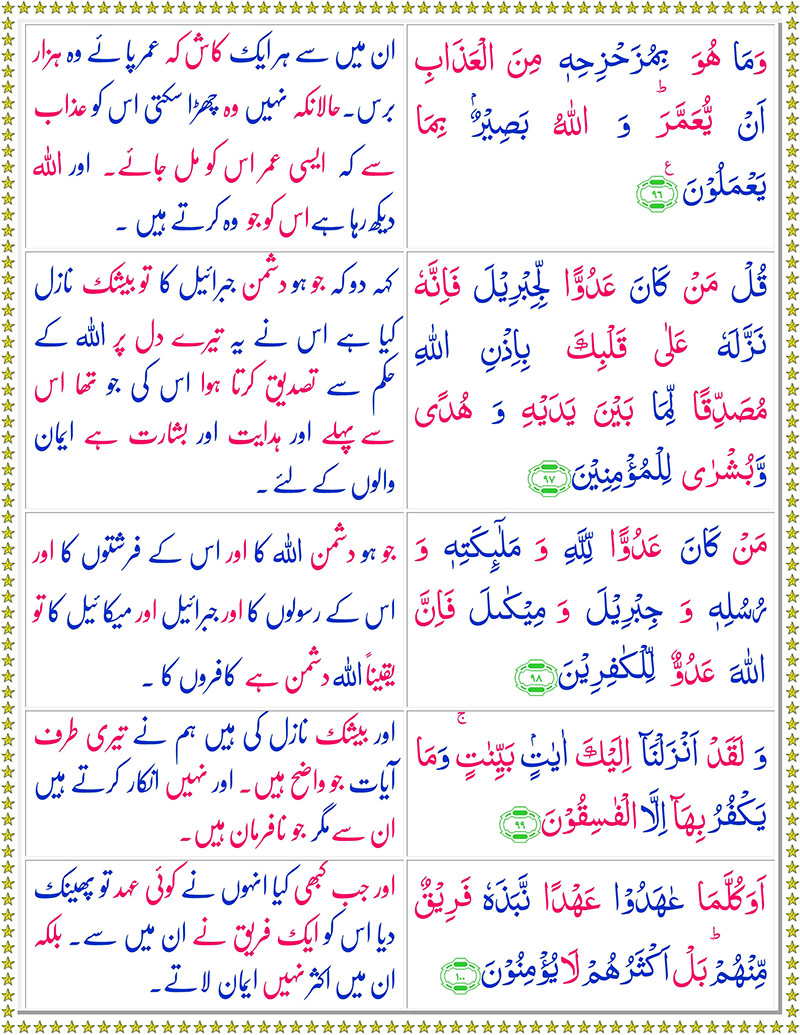 وَمَا هُوَ بِمُزَحْزِحِهٖ مِنَ الْعَذَابِ
اَنْ يُّعَمَّرَ ؕ وَ اللّٰهُ بَصِيْرٌۢ بِمَا
يَعْمَلُوْنَ ؏ ٩٦
ان میں سے ہر ایک کاش کہ عمر پائے وہ ہزار
برس۔ حالانکہ نہیں وہ چھڑا سکتی اس کو عذاب
سے کہ ایسی عمر اس کو مل جائے۔ اور اللہ
دیکھ رہا ہے اس کو جو وہ کرتے ہیں ۔
قُلْ مَنْ كَانَ عَدُوًّا لِّجِبْرِيْلَ فَاِنَّهٗ
نَزَّلَهٗ عَلٰى قَلْبِكَ بِاِذْنِ اللّٰهِ
مُصَدِّقًا لِّمَا بَيْنَ يَدَيْهِ وَ هُدًى
وَّبُشْرٰى لِلْمُؤْمِنِيْنَ ٩٧
کہہ دو کہ جو ہو دشمن جبرائیل کا تو بیشک نازل
کیا ہے اس نے یہ تیرے دل پر اللہ کے
حکم سے تصدیق کرتا ہوا اس کی جو تھا اس
سے پہلے اور ہدایت اور بشارت ہے ایمان
والوں کے لئے ۔
مَنْ كَانَ عَدُوًّا لِّلّٰهِ وَ مَلٰٓئِكَتِهٖ وَ
رُسُلِهٖ وَ جِبْرِيْلَ وَ مِيْكٰىلَ فَاِنَّ
اللّٰهَ عَدُوٌّ لِّلْكٰفِرِيْنَ ٩٨
جو ہو دشمن اللہ کا اور اس کے فرشتوں کا اور
اس کے رسولوں کا اور جبرائیل اور میکائیل کا تو
یقیناً اللہ دشمن ہے کافروں کا ۔
وَ لَقَدْ اَنْزَلْنَاۤ اِلَيْكَ اٰيٰتٍۭ بَيِّنٰتٍ ۚ وَمَا
يَكْفُرُ بِهَاۤ اِلَّا الْفٰسِقُوْنَ ٩٩
اور بیشک نازل کی ہیں ہم نے تیری طرف
آیات جو واضح ہیں۔ اور نہیں انکار کرتے ہیں
ان سے مگر جو نافرمان ہیں۔
اَوَكُلَّمَا عٰهَدُوْا عَهْدًا نَّبَذَهٗ فَرِيْقٌ
مِّنْهُمْ ؕ بَلْ اَكْثَرُهُمْ لَا يُؤْمِنُوْنَ ١٠٠
اور جب کبھی کیا انہوں نے کوئی عہد تو پھینک
دیا اس کو ایک فریق نے ان میں سے۔ بلکہ
ان میں اکثر نہیں ایمان لاتے۔